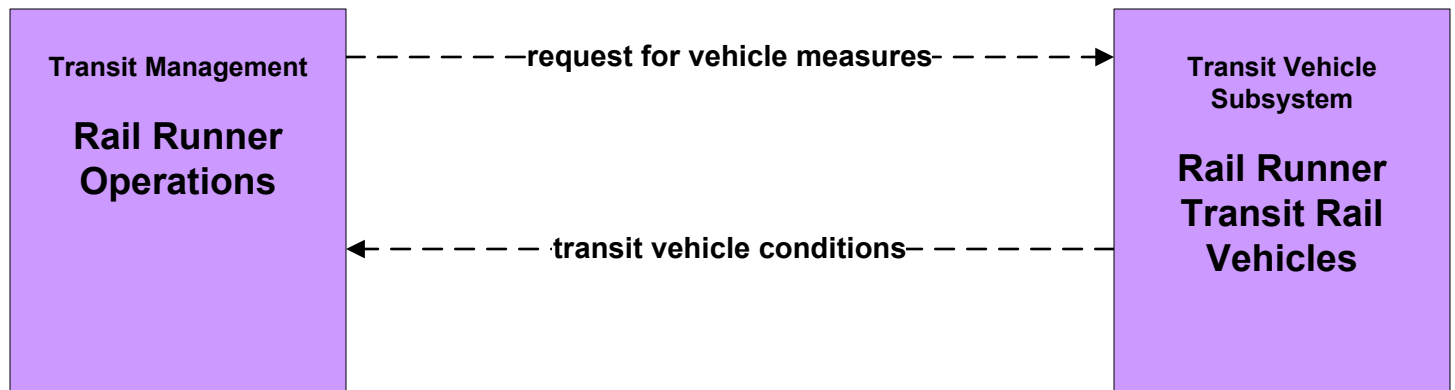 Transit Management
Rail Runner
Operations
request for vehicle measures
transit vehicle conditions
Transit Vehicle
Subsystem
Rail Runner
Transit Rail
Vehicles